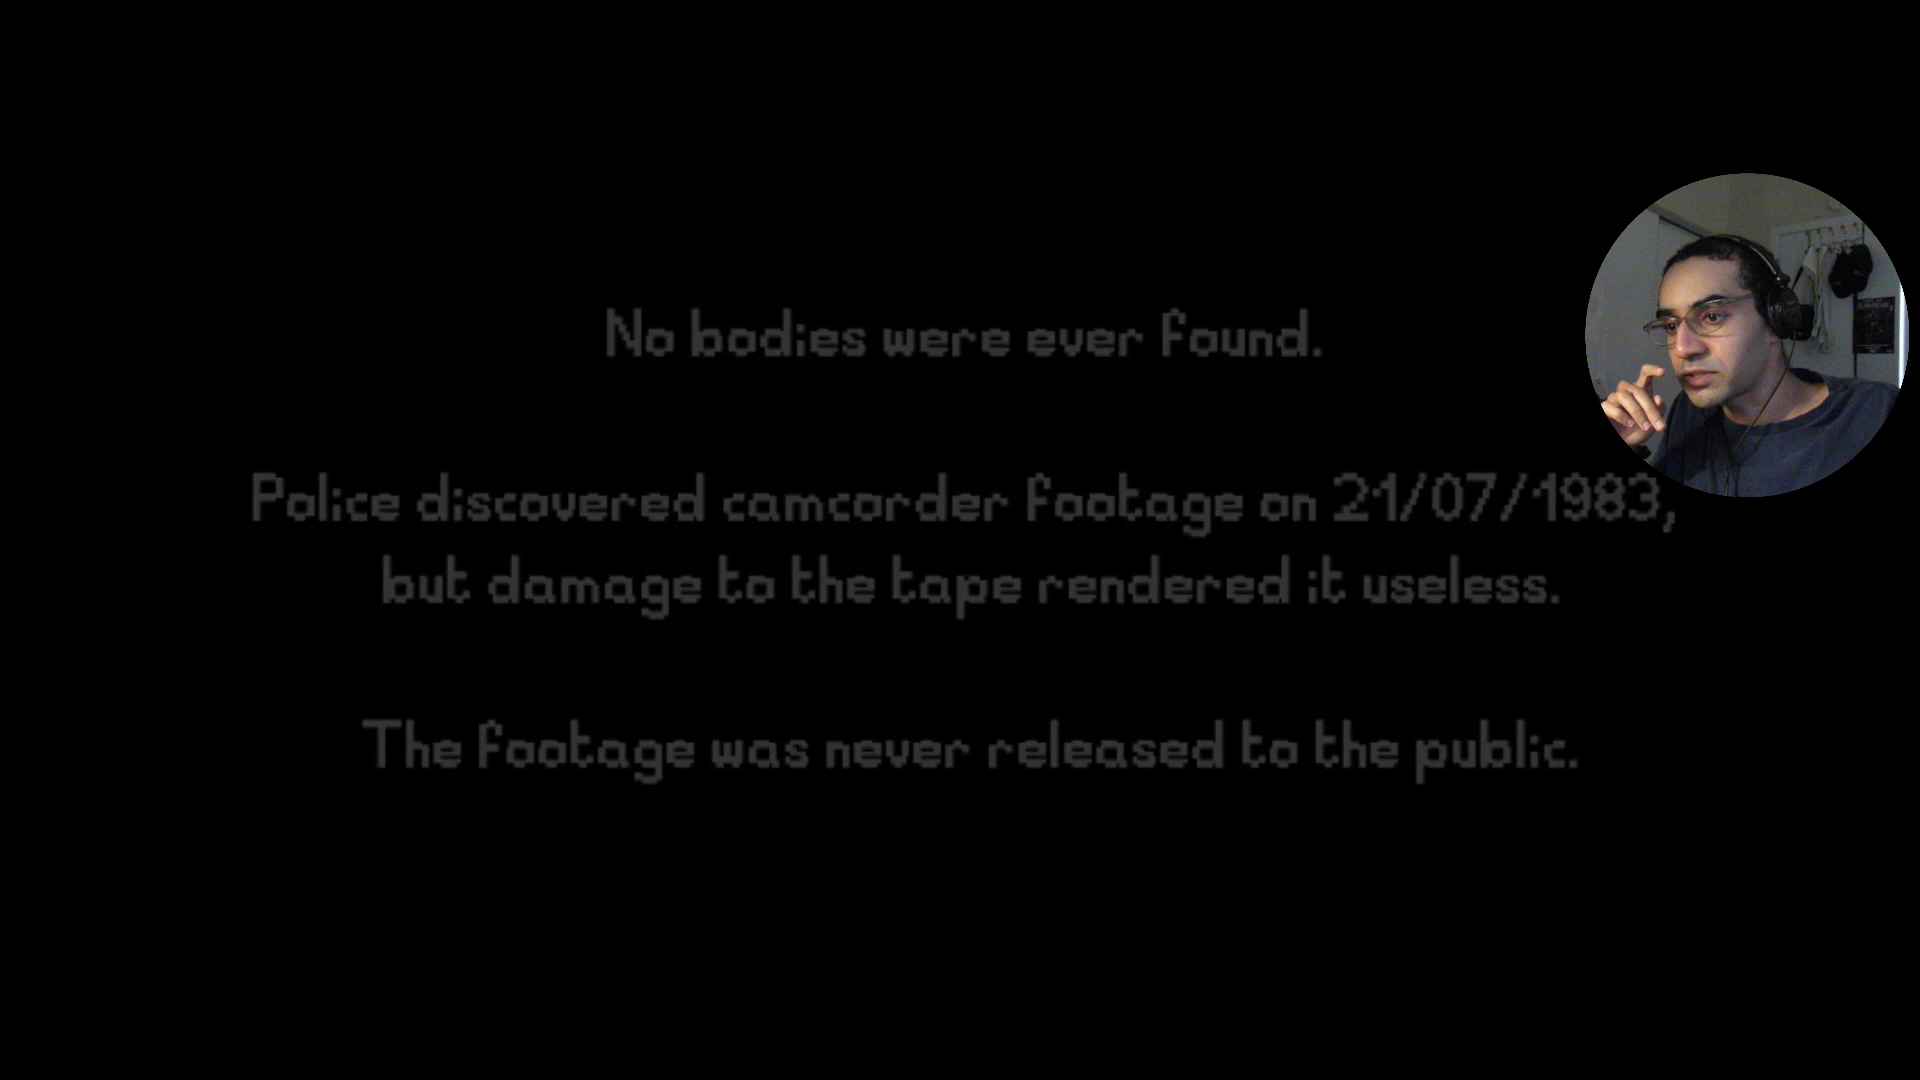 No bodies were ever found.
Police discovered camcorder footage on 21/07/1983,
but damage to the tape rendered it useless.
The footage was never released to the public.